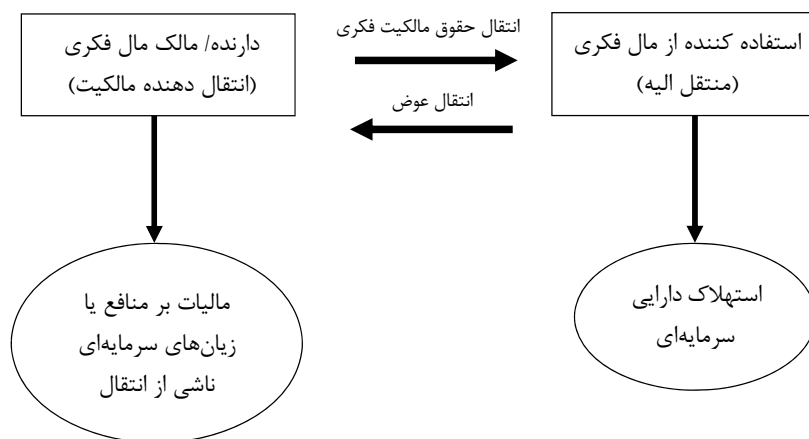 استفاده کننده از مال فکری
(منتقل الیه)
انتقال حقوق مالکیت فکری
انتقال عوض
دارنده/ مالک مال فکری
(انتقال دهنده مالکیت)
استهلاک دارایی
سرمایه‌ای
مالیات بر منافع یا
زیان‌های سرمایه‌ای
ناشی از انتقال